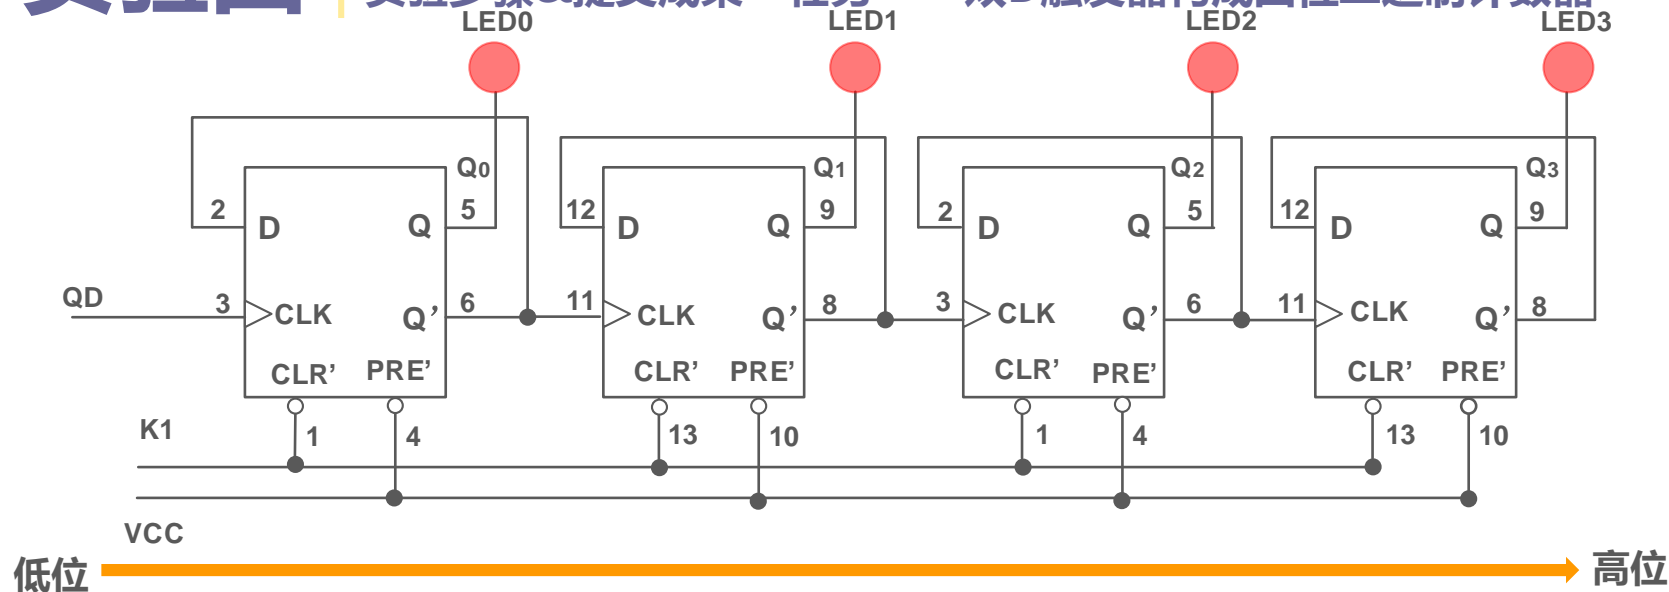 LED0 LED1 LED2 LED3
Q0 Q1 Q2 Q3
2 D Q 5 12 D Q 9 2 D Q 5 12 D Q 9
QD 3 CLK Q’ 6 11 CLK Q’ 8 3 CLK Q’ 6 11 CLK Q’ 8
CLR’ PRE’ CLR’ PRE’ CLR’ PRE’ CLR’ PRE’
K1 1 4 13 10 1 4 13 10
VCC
低位 高位